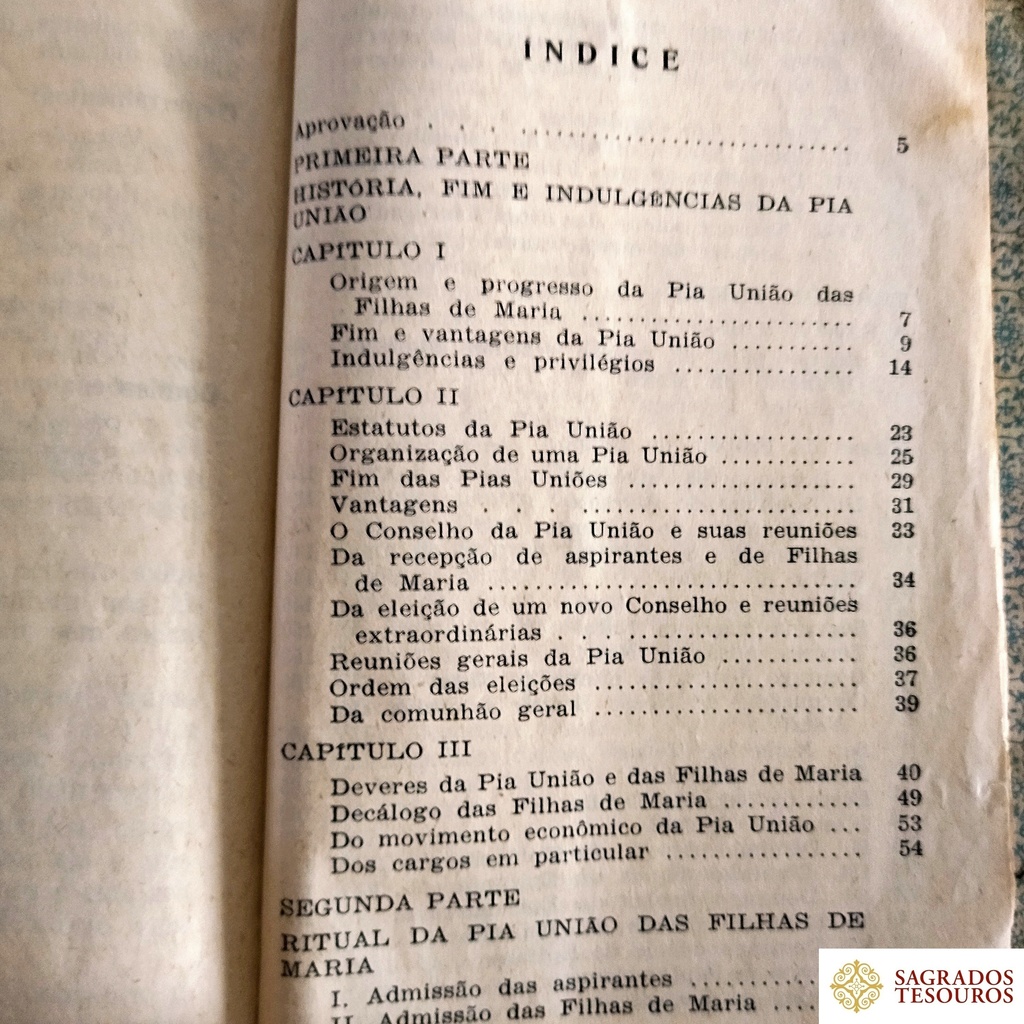 INDICE
Aprovação . . . .................................. 5
PRIMEIRA PARTE
HISTÓRIA, FIM E INDULGÊNCIAS DA PIA
UNIÃO
CAPÍTULO I
Origem e progresso da Pia União das
Filhas de Maria ........................ 7
Fim e vantagens da Pia União ........... 9
Indulgências e privilégios ................ 14
CAPÍTULO II
Estatutos da Pia União .................. 23
Organização de uma Pia União ............ 25
Fim das Pias Uniões .................... 29
Vantagens . . . ........................ 31
O Conselho da Pia União e suas reuniões 33
Da recepção de aspirantes e de Filhas
de Maria ................................. 34
Da eleição de um novo Conselho e reuniões
extraordinárias . . . .................... 36
Reuniões gerais da Pia União ............ 36
Ordem das eleições ....................... 37
Da comunhão geral ....................... 39
CAPÍTULO III
Deveres da Pia União e das Filhas de Maria 40
Decálogo das Filhas de Maria ............ 49
Do movimento econômico da Pia União ... 53
Dos cargos em particular ................. 54
SEGUNDA PARTE
RITUAL DA PIA UNIÃO DAS FILHAS DE
MARIA
I. Admissão das aspirantes ............
II. Admissão das Filhas de Maria ....
SAGRADOS
TESOUROS